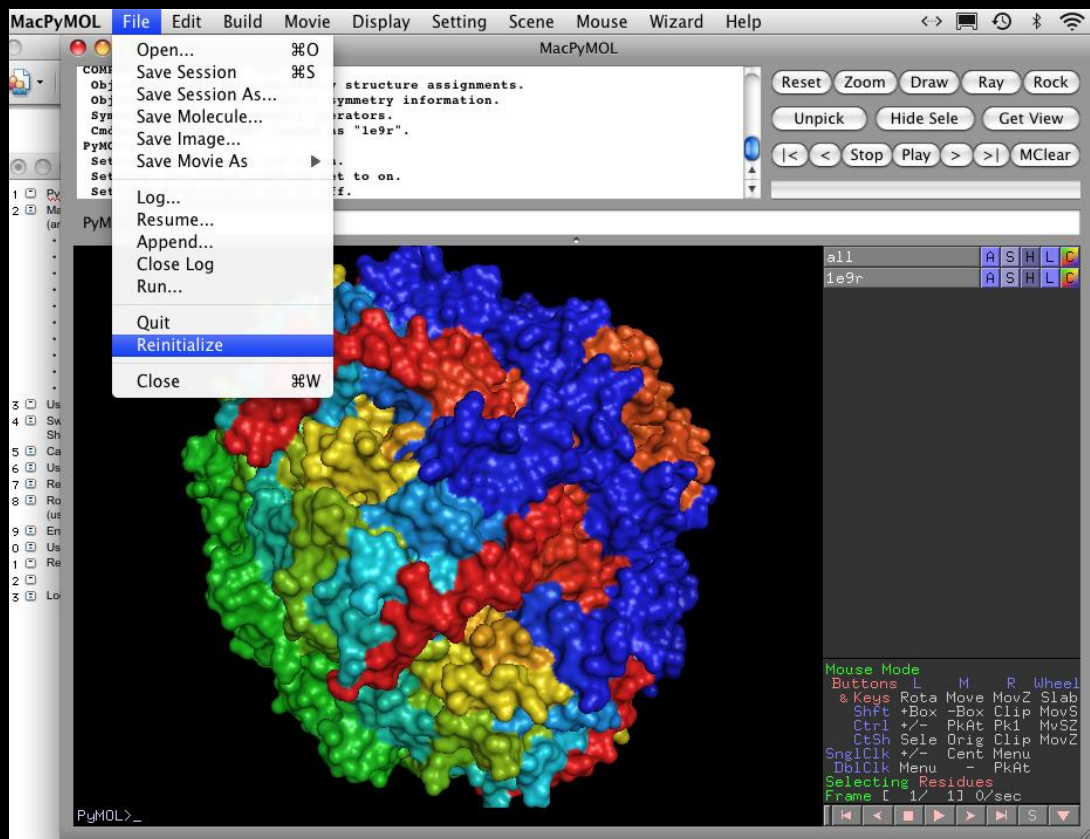 MacPyMOL File Edit Build Movie Display Setting Scene Mouse Wizard Help
MacPyMOL
Open... ⌘O
Save Session ⌘S
Save Session As...
Save Molecule...
Save Image...
Save Movie As ▶
Log...
Resume...
Append...
Close Log
Run...
Quit
Reinitialize
Close ⌘W
structure assignments.
symmetry information.
as "1e9r".
set to on.
Reset Zoom Draw Ray Rock
Unpick Hide Sele Get View
|< < Stop Play > >| MClear
all A S H L C
1e9r A S H L C
Mouse Mode
Buttons L M R Wheel
& Keys Rota Move MovZ Slab
Shft +Box -Box Clip MovS
Ctrl +/- PkAt Pk1 MvSZ
CtSh Sele Orig Clip MovZ
SnglClk +/- Cent Menu
DblClk Menu - PkAt
Selecting Residues
Frame [ 1/ 1] 0/sec
S
PyMOL>_